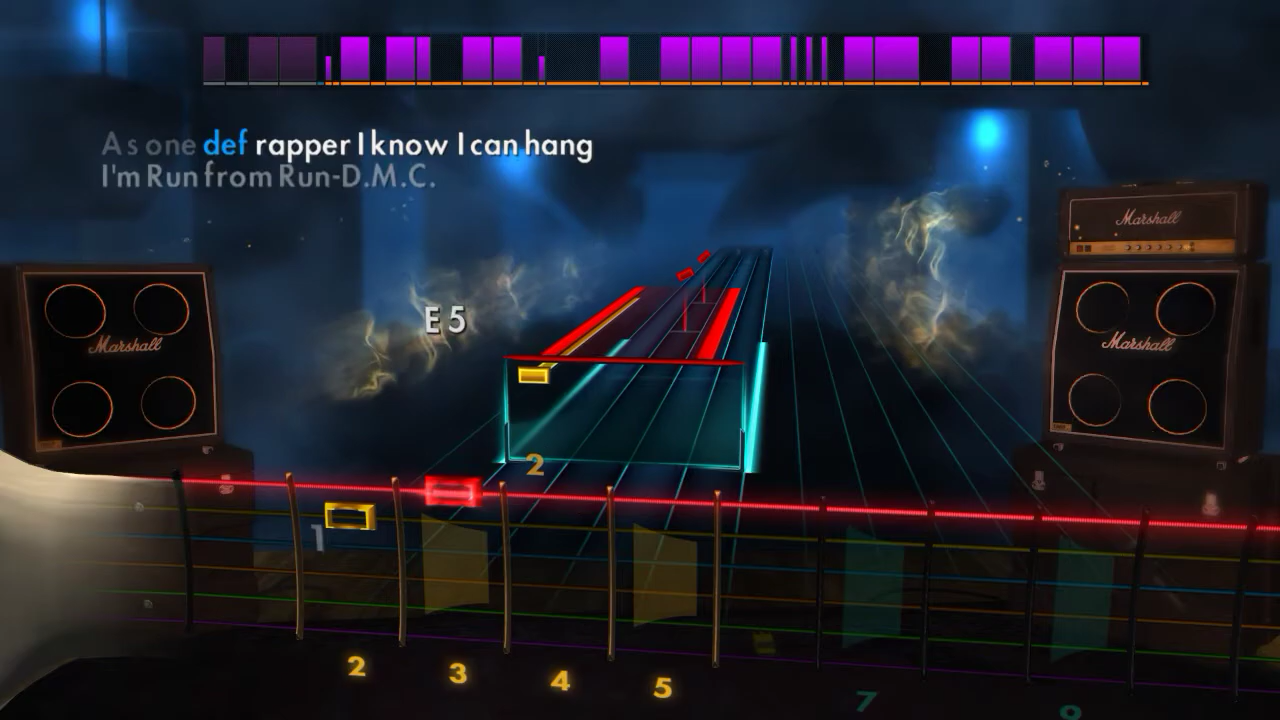 As one def rapper I know I can hang
I'm Run from Run-D.M.C.
Marshall
Marshall
Marshall
E5
2
1
2
3
4
5
7
9